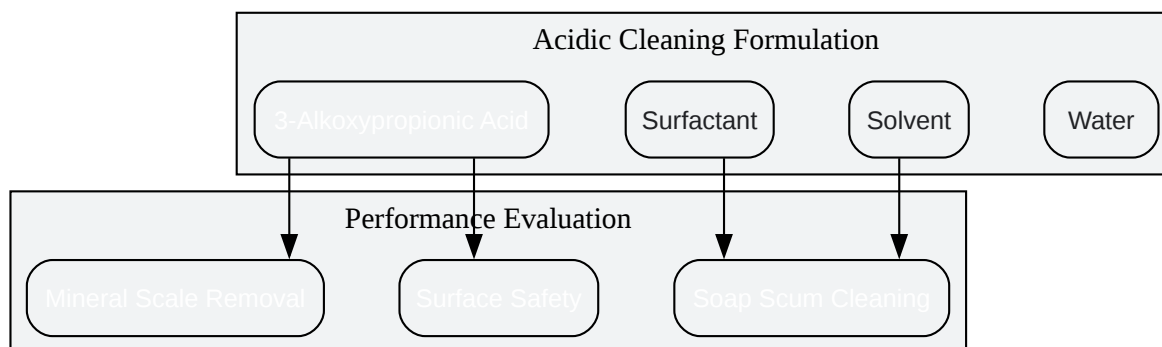 Acidic Cleaning Formulation
3-Alkoxypropionic Acid
Surfactant
Solvent
Water
Performance Evaluation
Mineral Scale Removal
Surface Safety
Soap Scum Cleaning